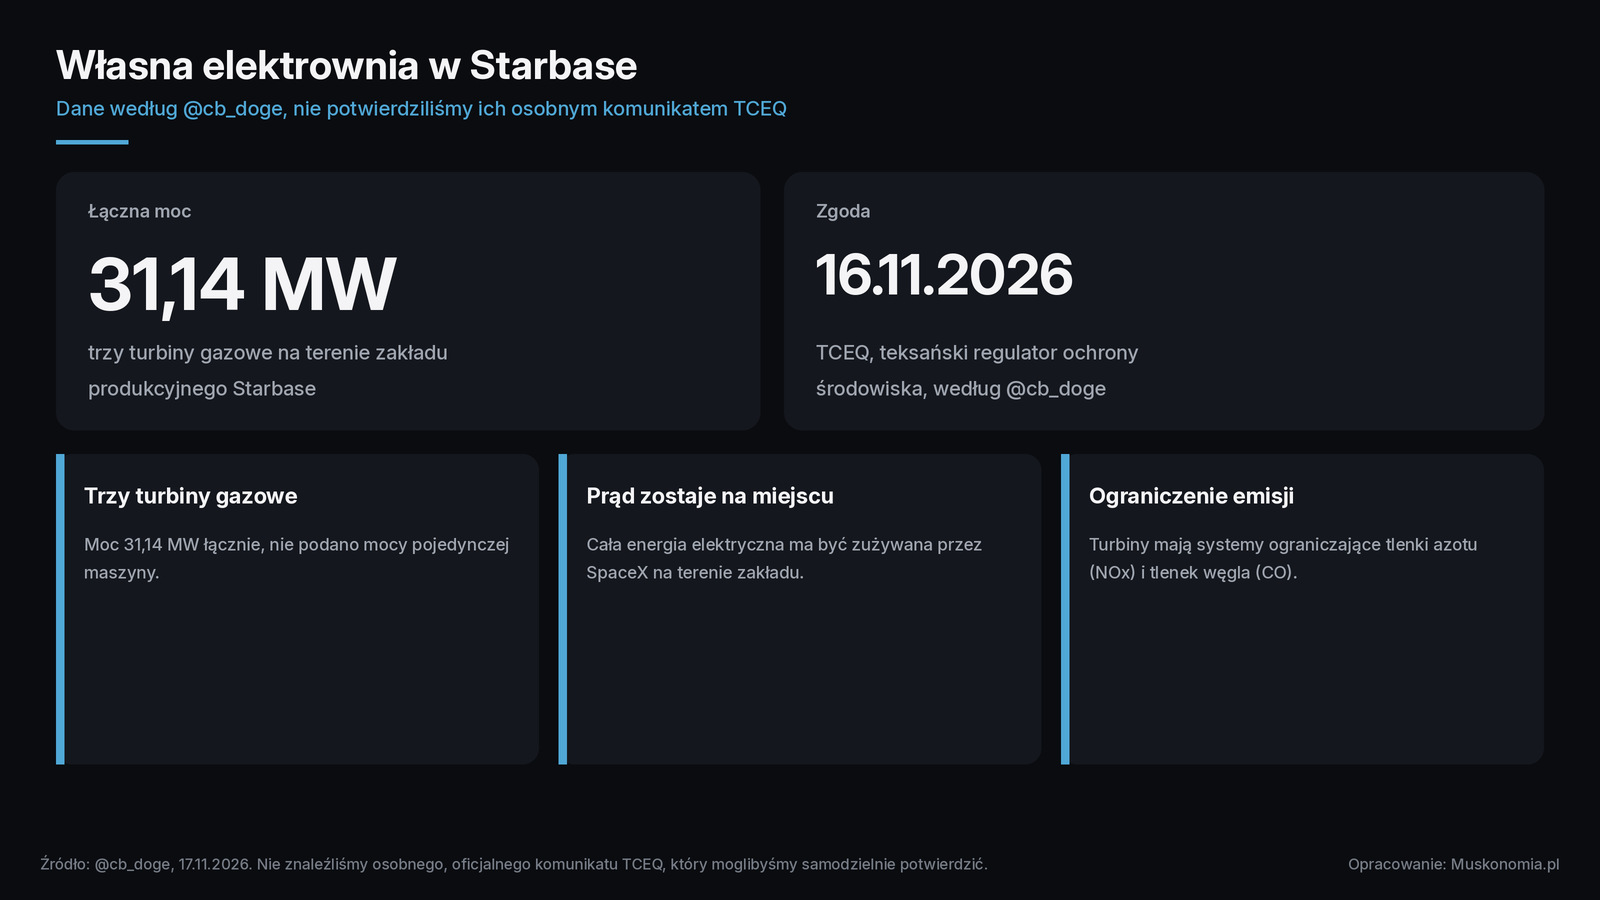 Własna elektrownia w Starbase
Dane według @cb_doge, nie potwierdziliśmy ich osobnym komunikatem TCEQ
Łączna moc
31,14 MW
trzy turbiny gazowe na terenie zakładu
produkcyjnego Starbase
Zgoda
16.11.2026
TCEQ, teksański regulator ochrony
środowiska, według @cb_doge
Trzy turbiny gazowe
Moc 31,14 MW łącznie, nie podano mocy pojedynczej
maszyny.
Prąd zostaje na miejscu
Cała energia elektryczna ma być zużywana przez
SpaceX na terenie zakładu.
Ograniczenie emisji
Turbiny mają systemy ograniczające tlenki azotu
(NOx) i tlenek węgla (CO).
Źródło: @cb_doge, 17.11.2026. Nie znaleźliśmy osobnego, oficjalnego komunikatu TCEQ, który moglibyśmy samodzielnie potwierdzić.
Opracowanie: Muskonomia.pl